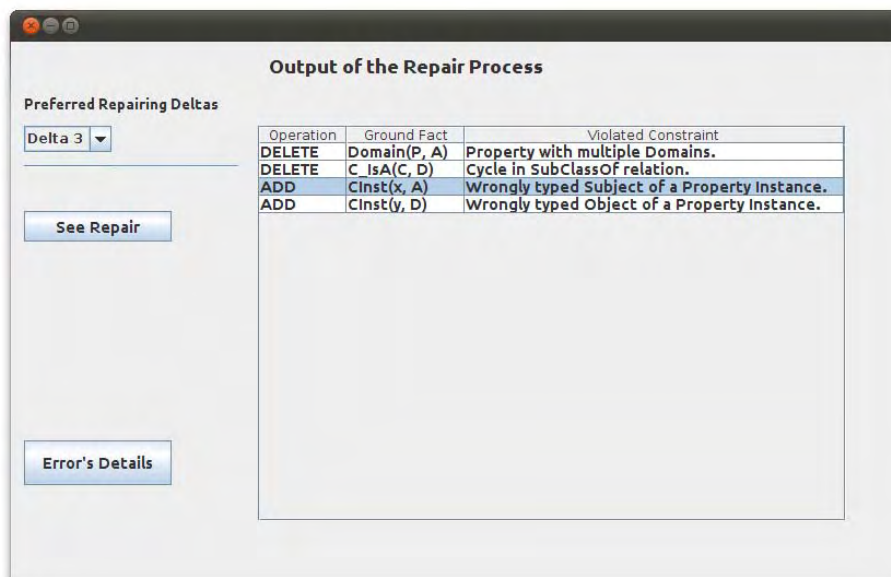 Output of the Repair Process
Preferred Repairing Deltas
Delta 3
See Repair
Error's Details
Operation Ground Fact Violated Constraint
DELETE Domain(P, A) Property with multiple Domains.
DELETE C_IsA(C, D) Cycle in SubClassOf relation.
ADD CInst(x, A) Wrongly typed Subject of a Property Instance.
ADD CInst(y, D) Wrongly typed Object of a Property Instance.